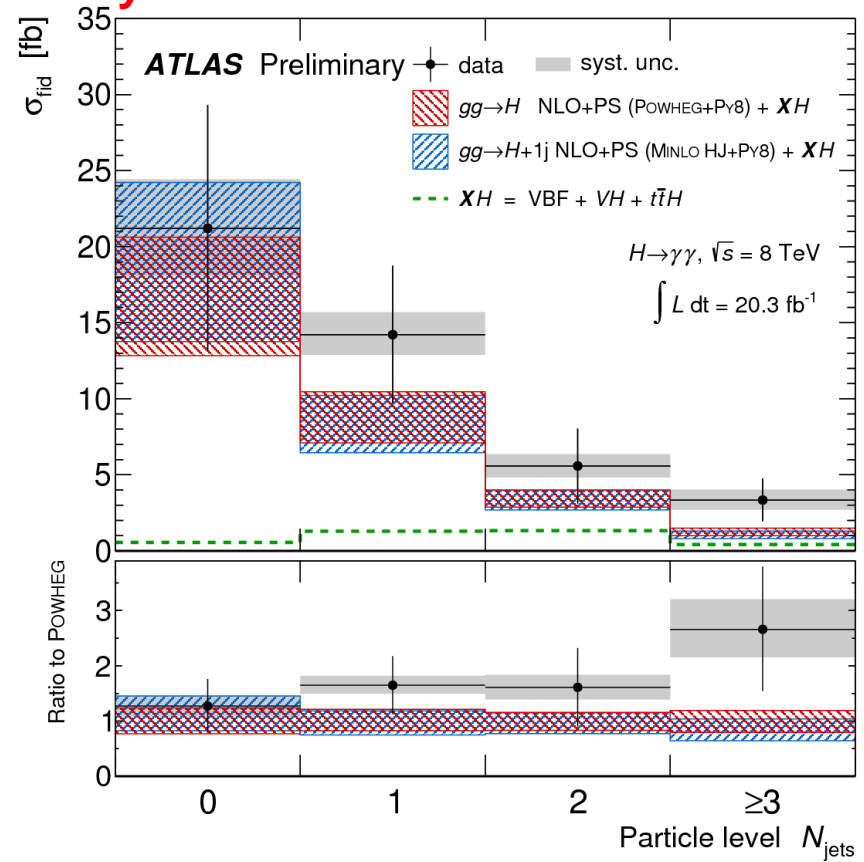 y
σfid [fb]
35
30
25
20
15
10
5
0
ATLAS Preliminary
data
syst. unc.
gg→H NLO+PS (POWHEG+PY8) + XH
gg→H+1j NLO+PS (MINLO HJ+PY8) + XH
XH = VBF + VH + tt̄H
H→γγ, √s = 8 TeV
∫ L dt = 20.3 fb⁻¹
Ratio to POWHEG
3
2
1
0
0 1 2 ≥3
Particle level Njets